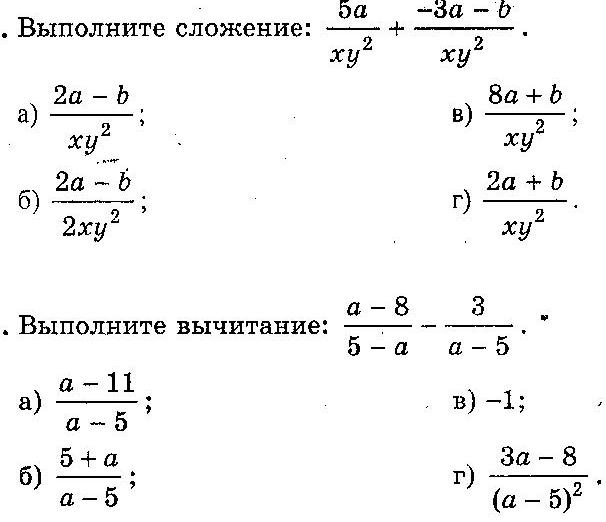 . Выполните сложение: \frac{5a}{xy^2} + \frac{-3a - b}{xy^2} .
а) \frac{2a - b}{xy^2} ; в) \frac{8a + b}{xy^2} ;
б) \frac{2a - b}{2xy^2} ; г) \frac{2a + b}{xy^2} .
. Выполните вычитание: \frac{a - 8}{5 - a} - \frac{3}{a - 5} .
а) \frac{a - 11}{a - 5} ; в) -1;
б) \frac{5 + a}{a - 5} ; г) \frac{3a - 8}{(a - 5)^2} .